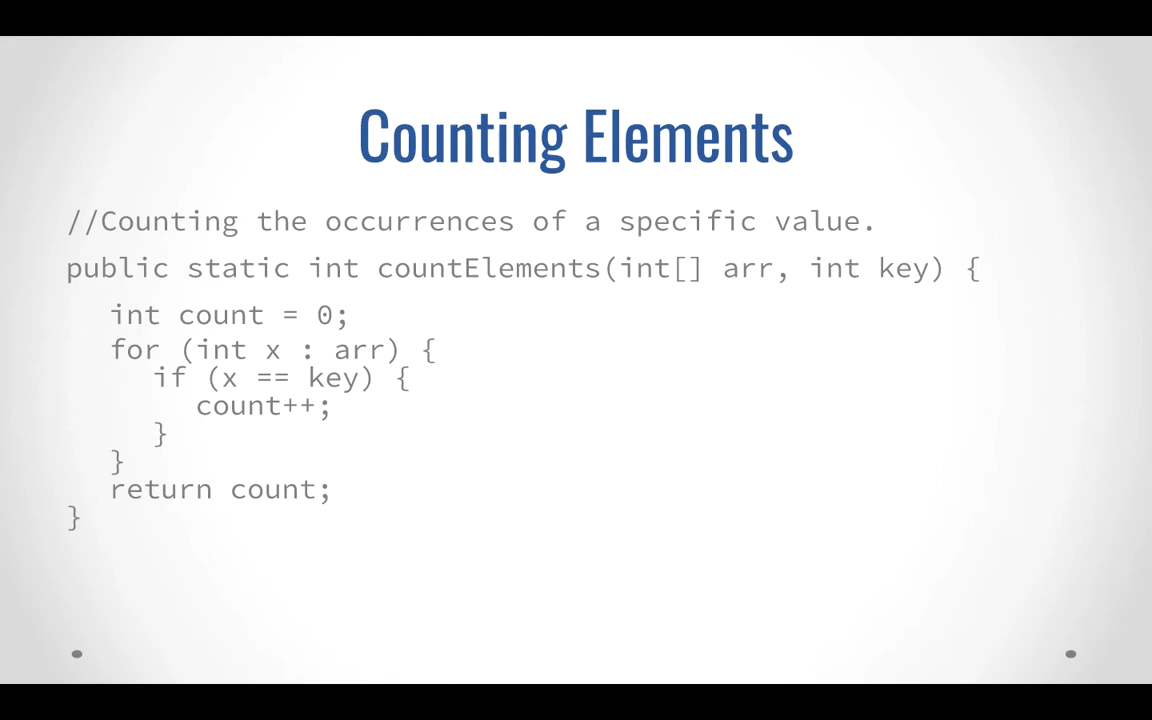 Counting Elements
//Counting the occurrences of a specific value.
public static int countElements(int[] arr, int key) {
int count = 0;
for (int x : arr) {
if (x == key) {
count++;
}
}
return count;
}